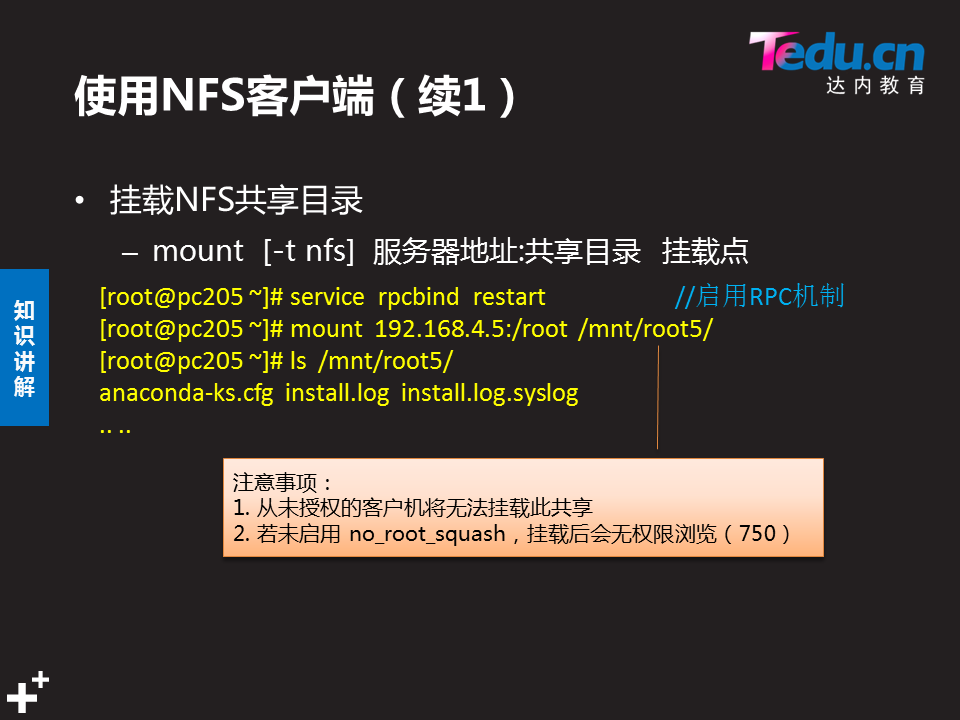 Tedu.cn
达内教育
使用NFS客户端（续1）
• 挂载NFS共享目录
– mount [-t nfs] 服务器地址:共享目录 挂载点
[root@pc205 ~]# service rpcbind restart //启用RPC机制
[root@pc205 ~]# mount 192.168.4.5:/root /mnt/root5/
[root@pc205 ~]# ls /mnt/root5/
anaconda-ks.cfg install.log install.log.syslog
.. ..
知识讲解
注意事项：
1. 从未授权的客户机将无法挂载此共享
2. 若未启用 no_root_squash，挂载后会无权限浏览（750）